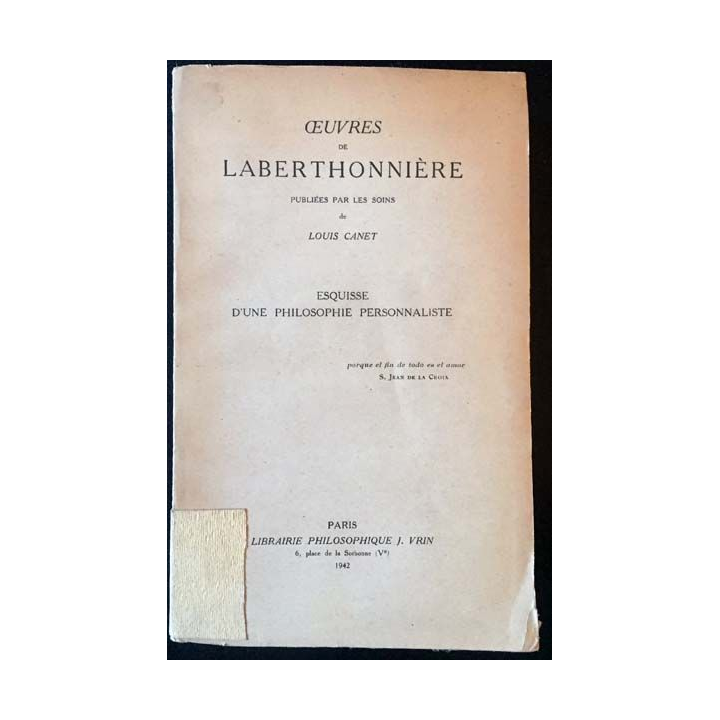 ŒUVRES
DE
LABERTHONNIÈRE
PUBLIÉES PAR LES SOINS
de
LOUIS CANET
ESQUISSE
D'UNE PHILOSOPHIE PERSONNALISTE
porque el fin de todo es el amor
S. JEAN DE LA CROIX
PARIS
LIBRAIRIE PHILOSOPHIQUE J. VRIN
6, place de la Sorbonne (Vᵉ)
1942